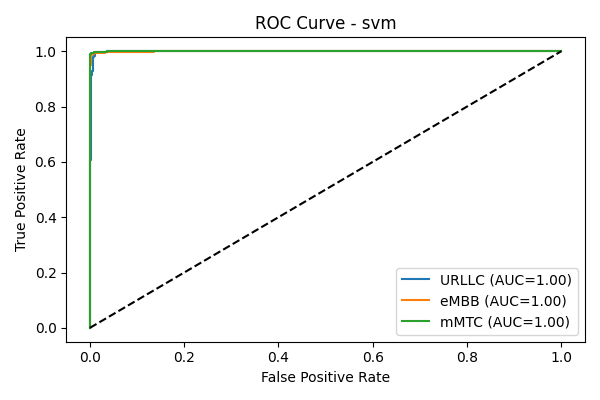 ROC Curve - svm
True Positive Rate
1.0
0.8
0.6
0.4
0.2
0.0
URLLC (AUC=1.00)
eMBB (AUC=1.00)
mMTC (AUC=1.00)
0.0 0.2 0.4 0.6 0.8 1.0
False Positive Rate